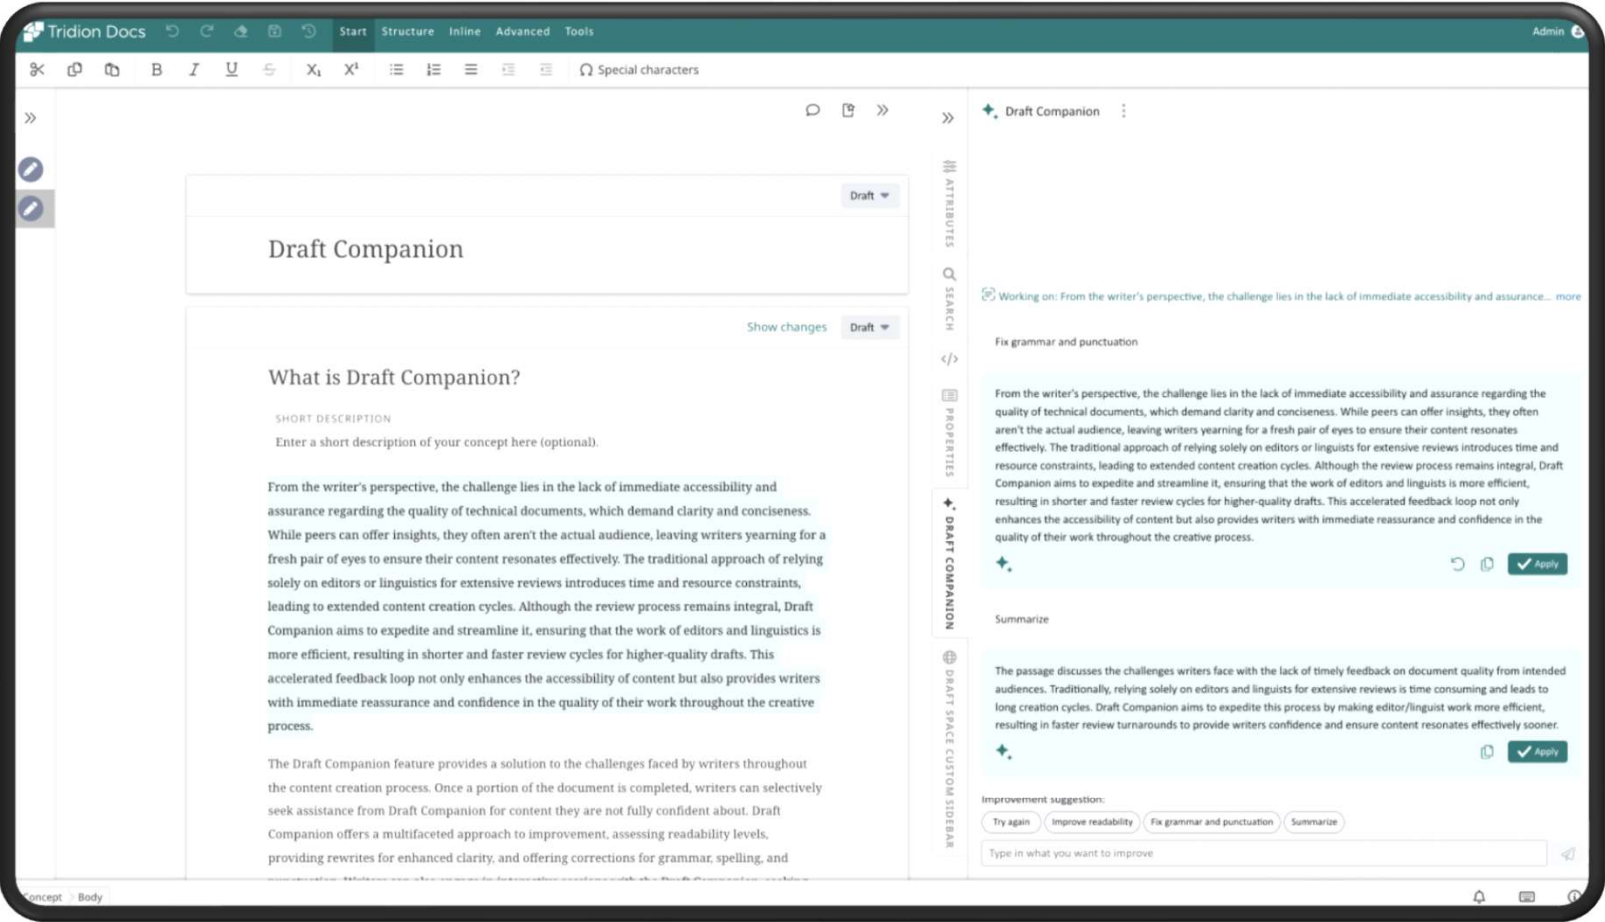 Tridion Docs
Start Structure Inline Advanced Tools
Admin
B I U S X₁ X¹ Ω Special characters
Draft
Draft Companion
Show changes
Draft
What is Draft Companion?
SHORT DESCRIPTION
Enter a short description of your concept here (optional).
From the writer's perspective, the challenge lies in the lack of immediate accessibility and
assurance regarding the quality of technical documents, which demand clarity and conciseness.
While peers can offer insights, they often aren't the actual audience, leaving writers yearning for a
fresh pair of eyes to ensure their content resonates effectively. The traditional approach of relying
solely on editors or linguistics for extensive reviews introduces time and resource constraints,
leading to extended content creation cycles. Although the review process remains integral, Draft
Companion aims to expedite and streamline it, ensuring that the work of editors and linguistics is
more efficient, resulting in shorter and faster review cycles for higher-quality drafts. This
accelerated feedback loop not only enhances the accessibility of content but also provides writers
with immediate reassurance and confidence in the quality of their work throughout the creative
process.
The Draft Companion feature provides a solution to the challenges faced by writers throughout
the content creation process. Once a portion of the document is completed, writers can selectively
seek assistance from Draft Companion for content they are not fully confident about. Draft
Companion offers a multifaceted approach to improvement, assessing readability levels,
providing rewrites for enhanced clarity, and offering corrections for grammar, spelling, and
ATTRIBUTES
SEARCH
</>
PROPERTIES
DRAFT COMPANION
DRAFT SPACE CUSTOM SIDEBAR
Draft Companion
Working on: From the writer's perspective, the challenge lies in the lack of immediate accessibility and assurance... more
Fix grammar and punctuation
From the writer's perspective, the challenge lies in the lack of immediate accessibility and assurance regarding the
quality of technical documents, which demand clarity and conciseness. While peers can offer insights, they often
aren't the actual audience, leaving writers yearning for a fresh pair of eyes to ensure their content resonates
effectively. The traditional approach of relying solely on editors or linguists for extensive reviews introduces time and
resource constraints, leading to extended content creation cycles. Although the review process remains integral, Draft
Companion aims to expedite and streamline it, ensuring that the work of editors and linguists is more efficient,
resulting in shorter and faster review cycles for higher-quality drafts. This accelerated feedback loop not only
enhances the accessibility of content but also provides writers with immediate reassurance and confidence in the
quality of their work throughout the creative process.
Apply
Summarize
The passage discusses the challenges writers face with the lack of timely feedback on document quality from intended
audiences. Traditionally, relying solely on editors and linguists for extensive reviews is time consuming and leads to
long creation cycles. Draft Companion aims to expedite this process by making editor/linguist work more efficient,
resulting in faster review turnarounds to provide writers confidence and ensure content resonates effectively sooner.
Apply
Improvement suggestion:
Try again Improve readability Fix grammar and punctuation Summarize
Type in what you want to improve
Concept Body